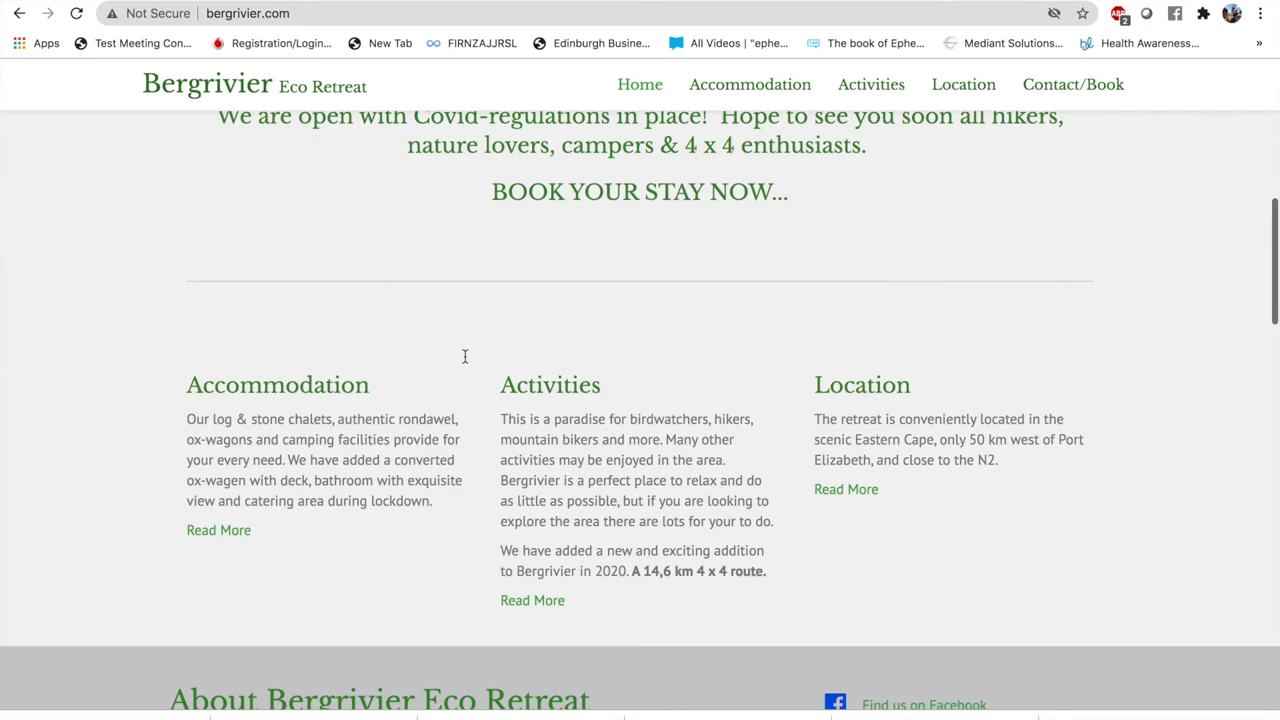 Not Secure bergrivier.com
2
Apps Test Meeting Con... Registration/Login... New Tab FIRNZAJJRSL Edinburgh Busine... All Videos | "ephe... The book of Ephe... Mediant Solutions... Health Awareness... »
Bergrivier Eco Retreat Home Accommodation Activities Location Contact/Book
We are open with Covid-regulations in place! Hope to see you soon all hikers,
nature lovers, campers & 4 x 4 enthusiasts.
BOOK YOUR STAY NOW...
Accommodation
Our log & stone chalets, authentic rondawel,
ox-wagons and camping facilities provide for
your every need. We have added a converted
ox-wagen with deck, bathroom with exquisite
view and catering area during lockdown.
Read More
Activities
This is a paradise for birdwatchers, hikers,
mountain bikers and more. Many other
activities may be enjoyed in the area.
Bergrivier is a perfect place to relax and do
as little as possible, but if you are looking to
explore the area there are lots for your to do.
We have added a new and exciting addition
to Bergrivier in 2020. A 14,6 km 4 x 4 route.
Read More
Location
The retreat is conveniently located in the
scenic Eastern Cape, only 50 km west of Port
Elizabeth, and close to the N2.
Read More
About Bergrivier Eco Retreat
Find us on Facebook